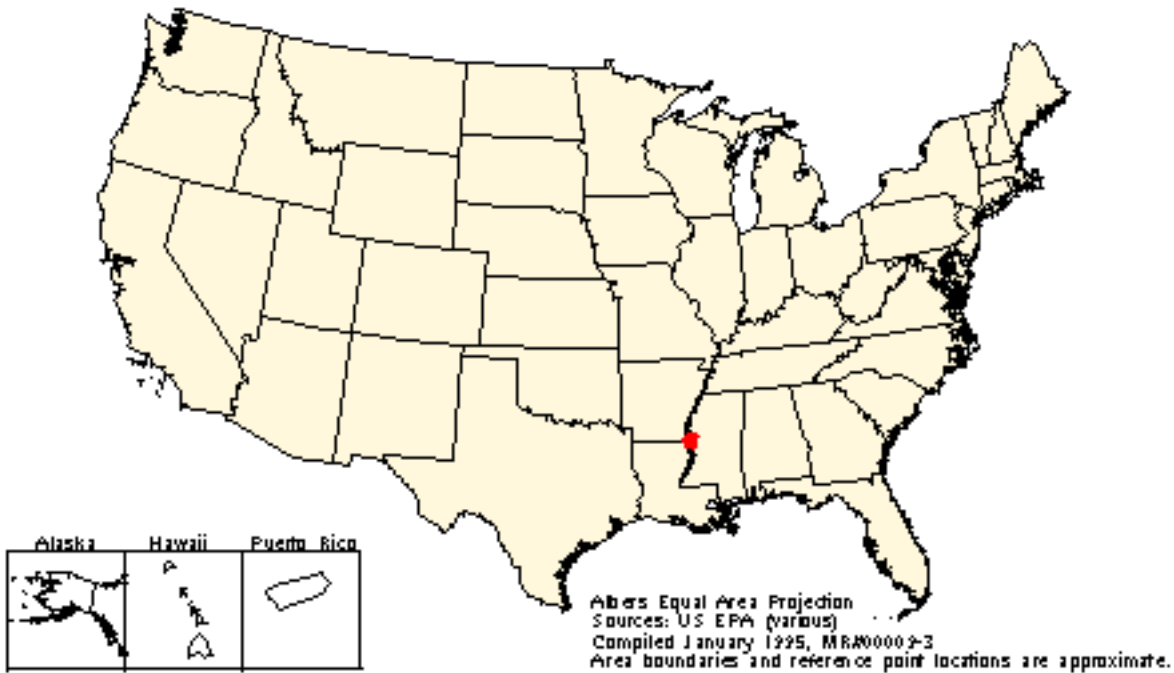 Alaska Hawaii Puerto Rico
Albers Equal Area Projection
Sources: US EPA (various)
Compiled January 1995, MR#00009-3
Area boundaries and reference point locations are approximate.